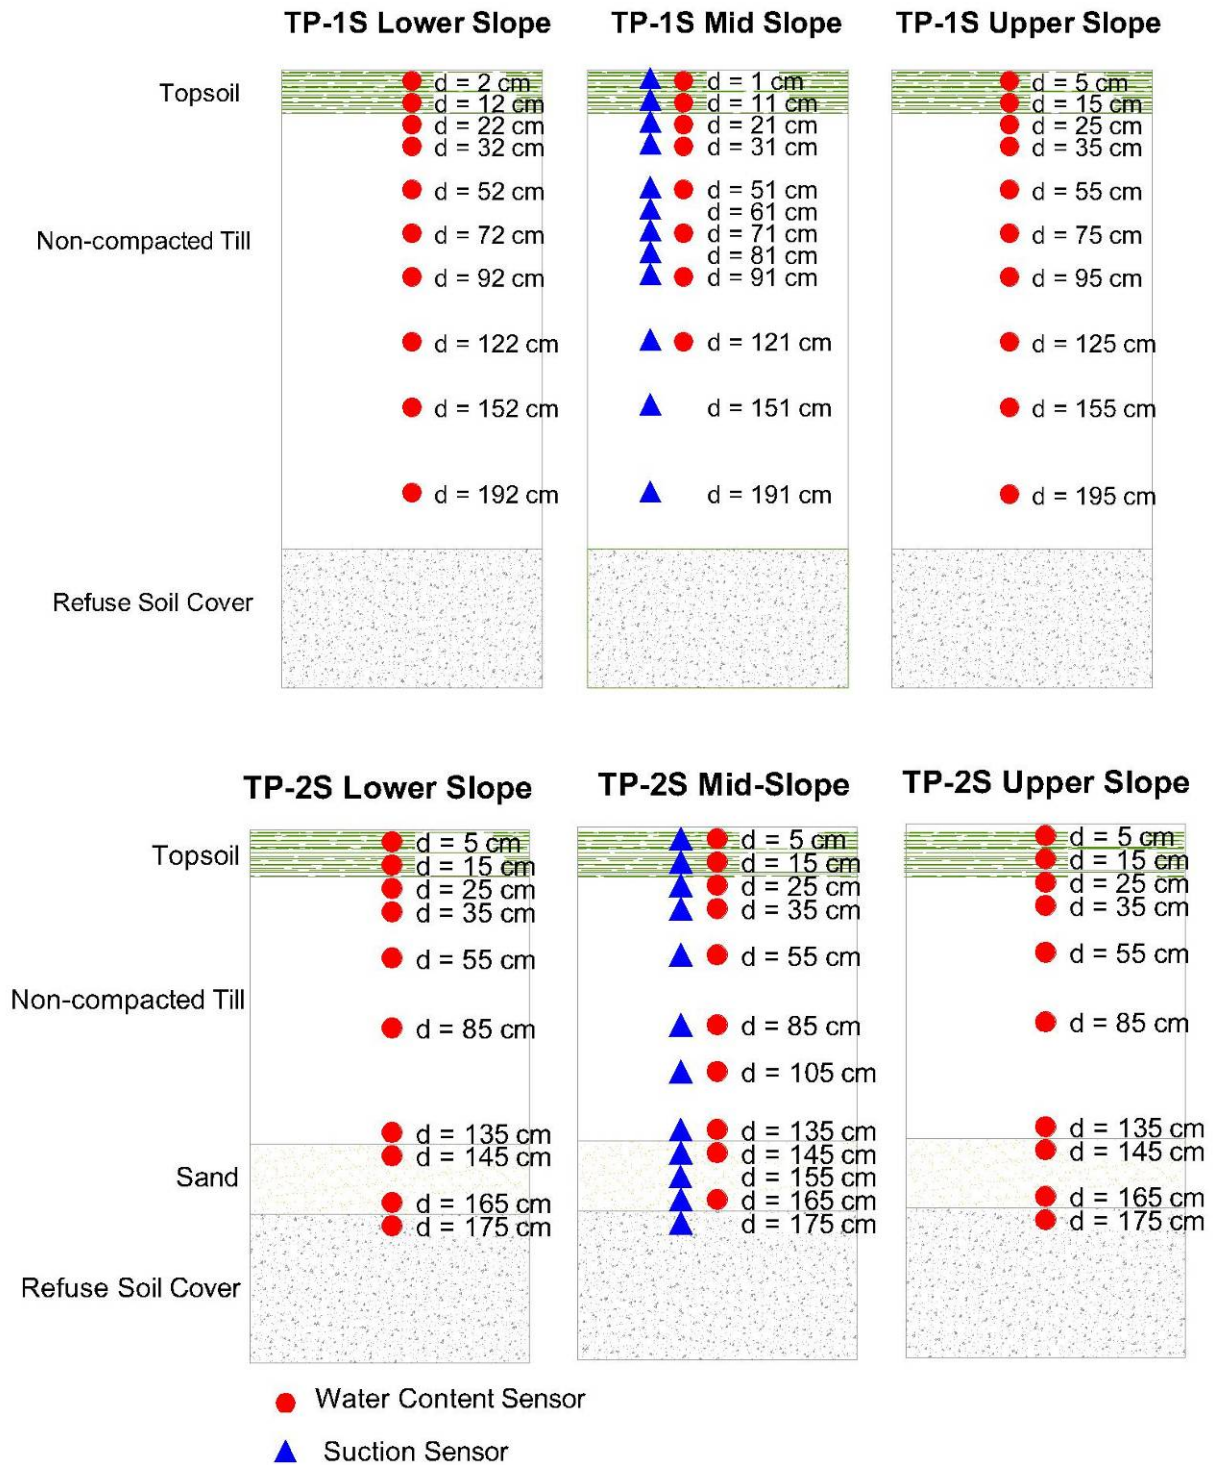 TP-1S Lower Slope
TP-1S Mid Slope
TP-1S Upper Slope
Topsoil
Non-compacted Till
Refuse Soil Cover
d = 2 cm
d = 12 cm
d = 22 cm
d = 32 cm
d = 52 cm
d = 72 cm
d = 92 cm
d = 122 cm
d = 152 cm
d = 192 cm
d = 1 cm
d = 11 cm
d = 21 cm
d = 31 cm
d = 51 cm
d = 61 cm
d = 71 cm
d = 81 cm
d = 91 cm
d = 121 cm
d = 151 cm
d = 191 cm
d = 5 cm
d = 15 cm
d = 25 cm
d = 35 cm
d = 55 cm
d = 75 cm
d = 95 cm
d = 125 cm
d = 155 cm
d = 195 cm
TP-2S Lower Slope
TP-2S Mid-Slope
TP-2S Upper Slope
Topsoil
Non-compacted Till
Sand
Refuse Soil Cover
d = 5 cm
d = 15 cm
d = 25 cm
d = 35 cm
d = 55 cm
d = 85 cm
d = 135 cm
d = 145 cm
d = 165 cm
d = 175 cm
d = 5 cm
d = 15 cm
d = 25 cm
d = 35 cm
d = 55 cm
d = 85 cm
d = 105 cm
d = 135 cm
d = 145 cm
d = 155 cm
d = 165 cm
d = 175 cm
d = 5 cm
d = 15 cm
d = 25 cm
d = 35 cm
d = 55 cm
d = 85 cm
d = 135 cm
d = 145 cm
d = 165 cm
d = 175 cm
Water Content Sensor
Suction Sensor